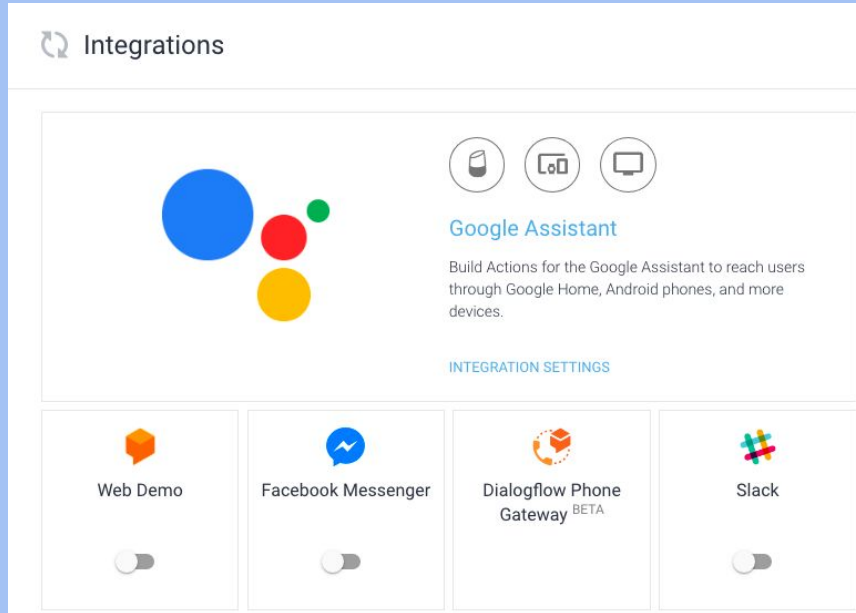 Integrations
Google Assistant
Build Actions for the Google Assistant to reach users
through Google Home, Android phones, and more
devices.
INTEGRATION SETTINGS
Web Demo
Facebook Messenger
Dialogflow Phone
Gateway BETA
Slack